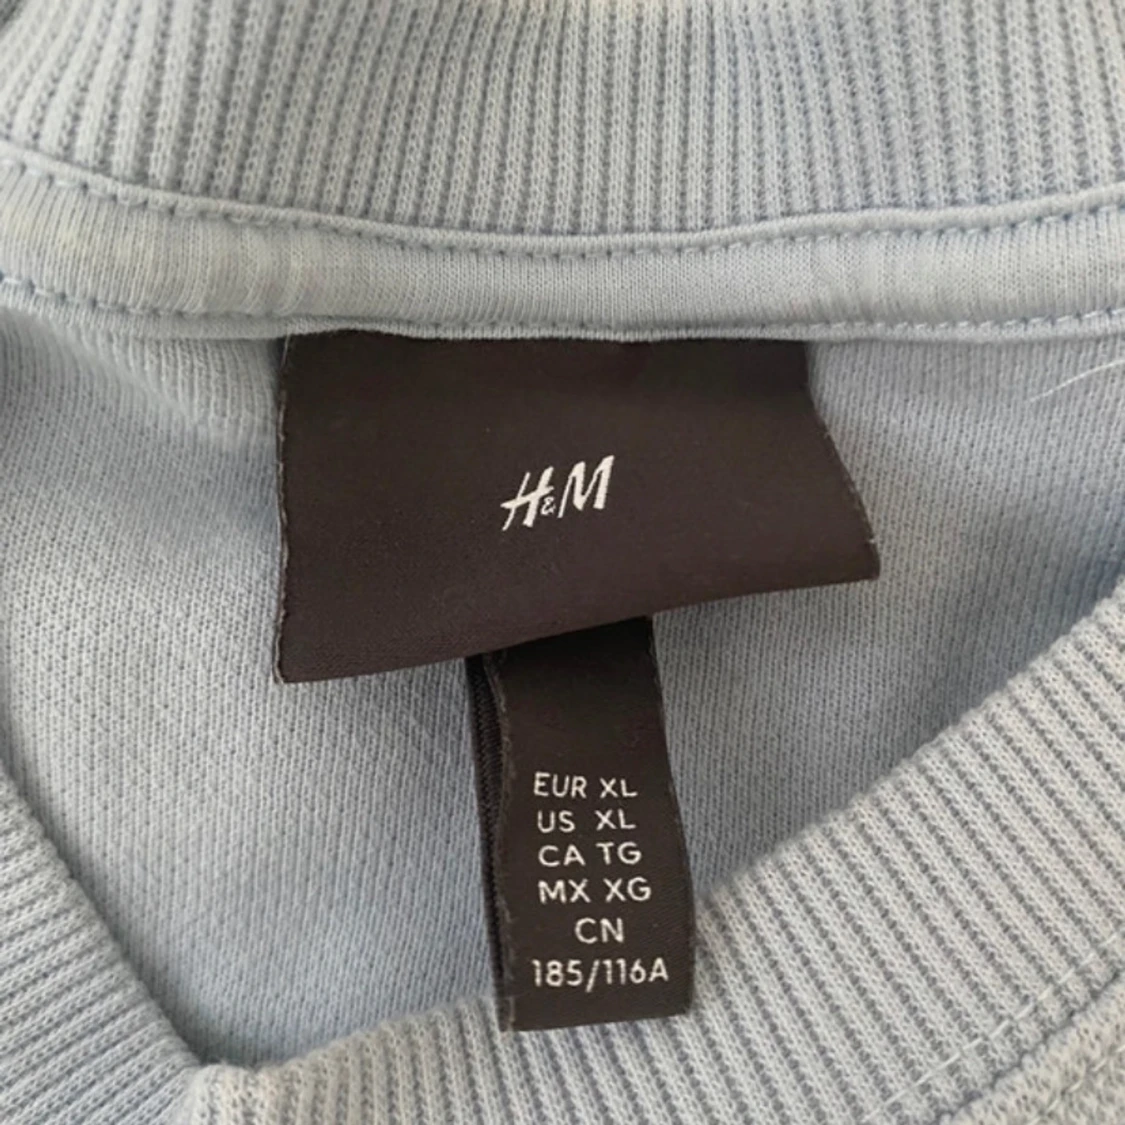 H&M
EUR XL
US XL
CA TG
MX XG
CN
185/116A